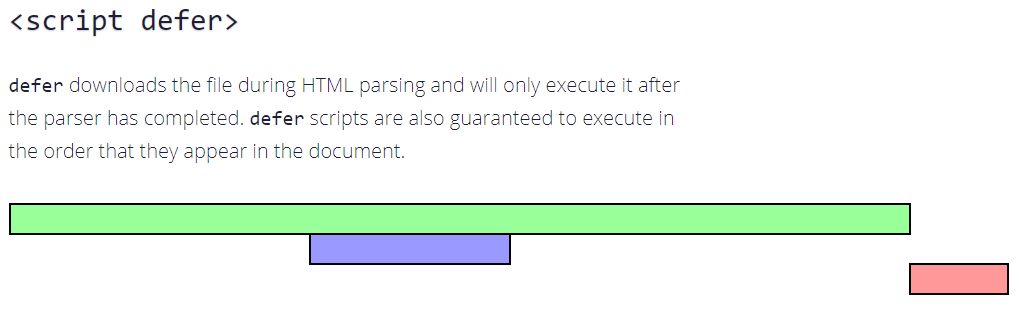 <script defer>
defer downloads the file during HTML parsing and will only execute it after
the parser has completed. defer scripts are also guaranteed to execute in
the order that they appear in the document.